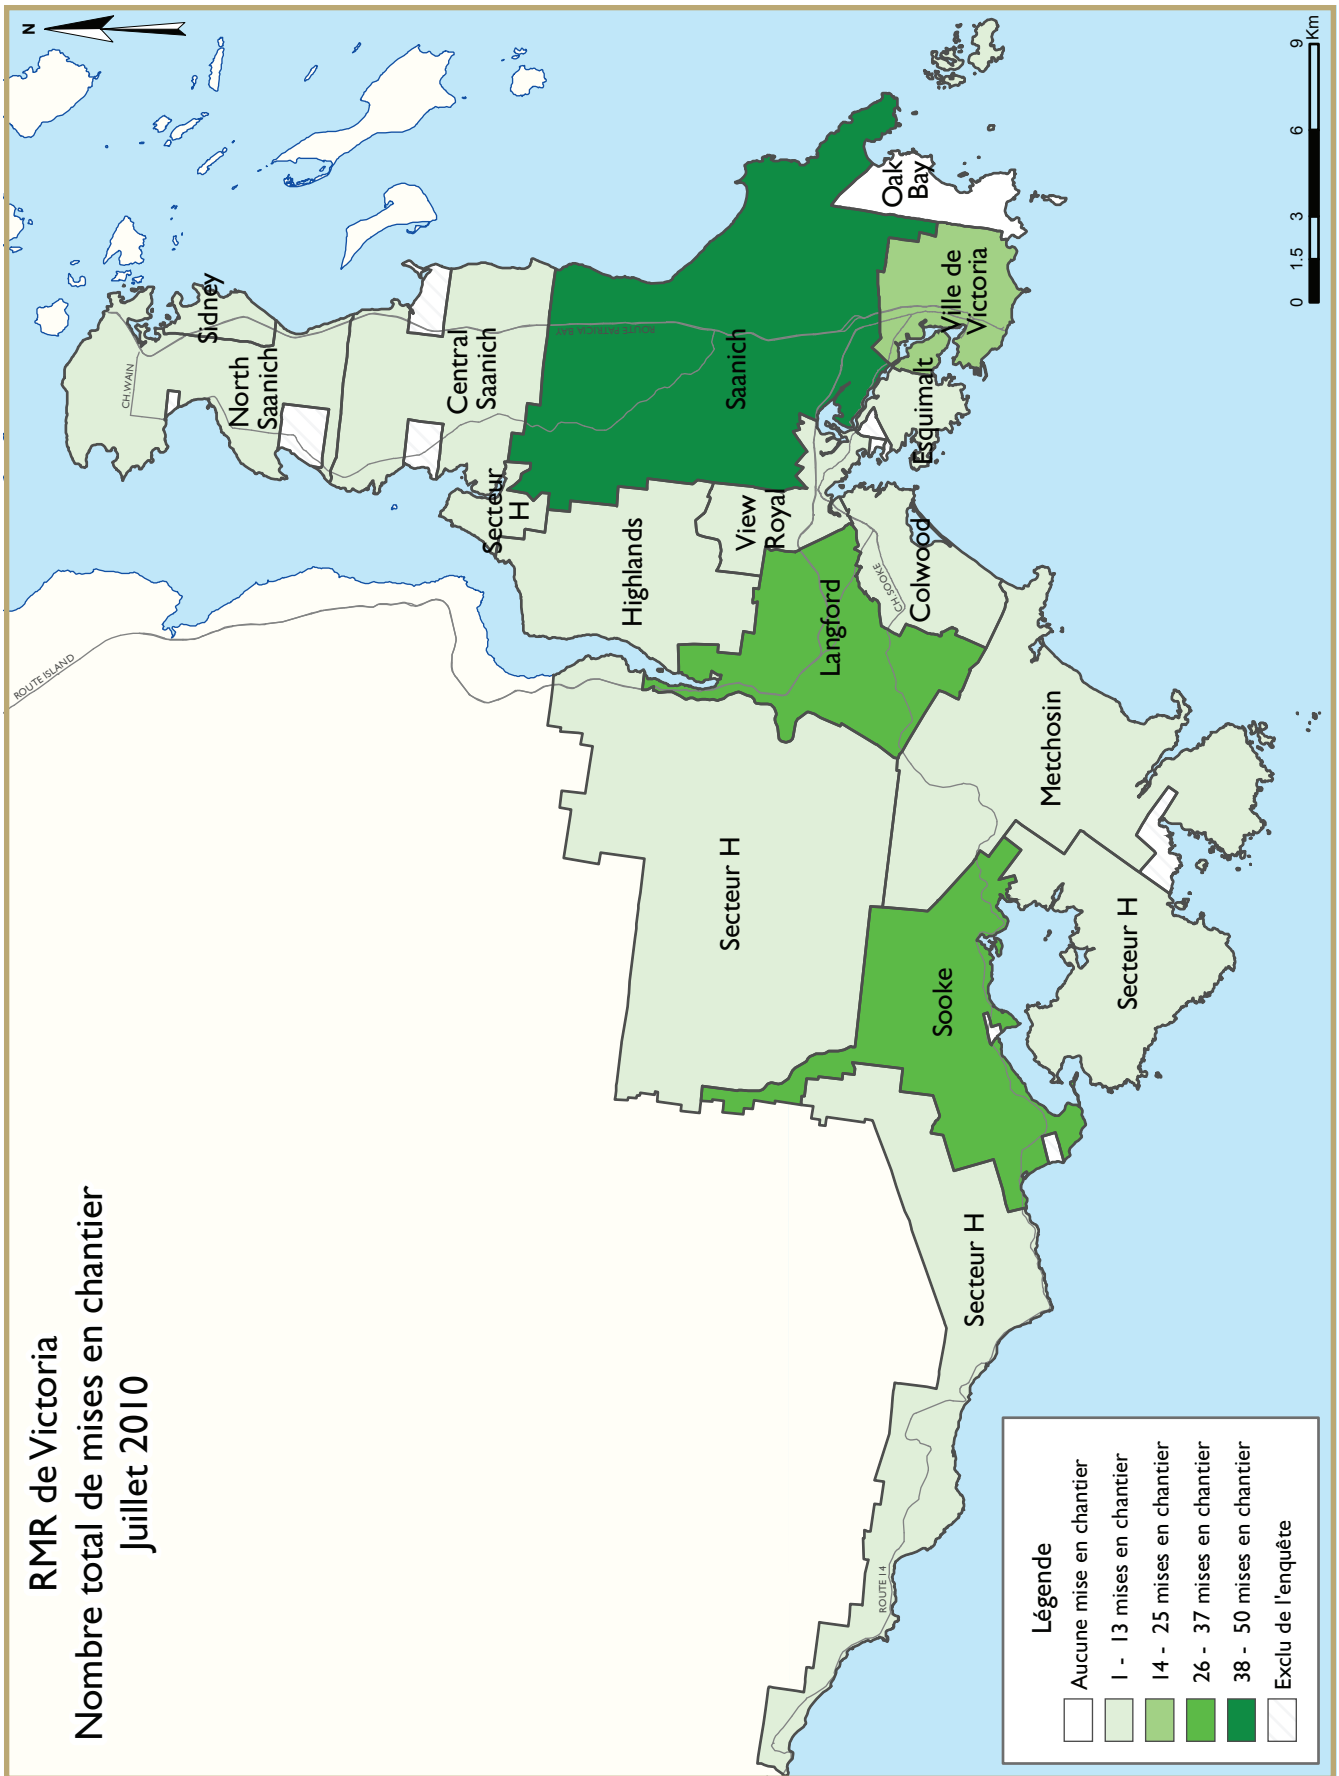 RMR de Victoria
Nombre total de mises en chantier
Juillet 2010
N
ROUTE ISLAND
CH.WAIN
Sidney
North
Saanich
Central
Saanich
ROUTE PATRICIA BAY
Saanich
Secteur
H
Highlands
View
Royal
Oak
Bay
Ville de
Victoria
Esquimalt
Colwood
CH.SOOKE
Langford
Metchosin
Secteur H
Sooke
Secteur H
Secteur H
ROUTE 14
Légende
Aucune mise en chantier
1 - 13 mises en chantier
14 - 25 mises en chantier
26 - 37 mises en chantier
38 - 50 mises en chantier
Exclu de l'enquête
0 1.5 3 6 9
Km